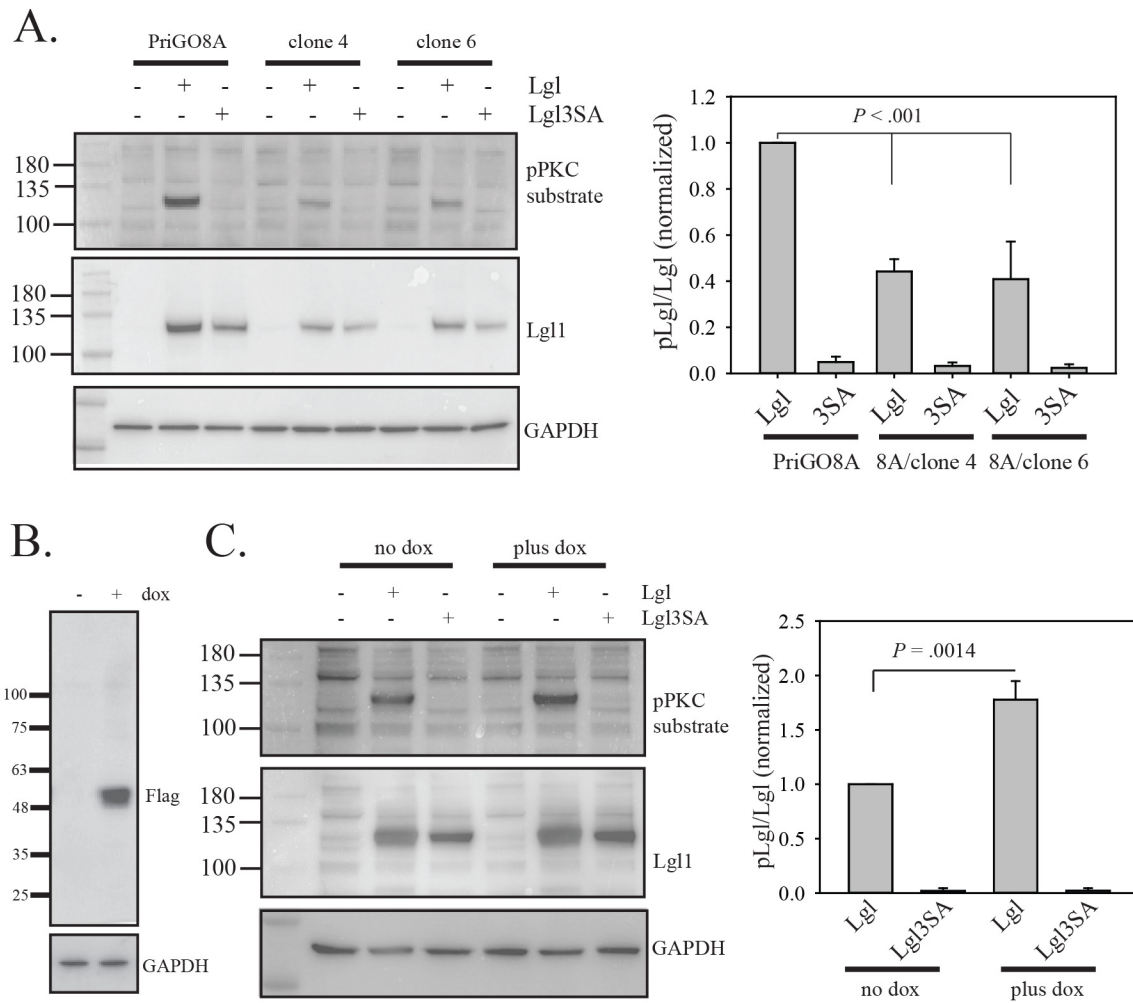 A.
PriGO8A clone 4 clone 6
- + - - + - - + - Lgl
- - + - - + - - + Lgl3SA
180
135
100
pPKC
substrate
180
135
100
Lgl1
GAPDH
pLgl/Lgl (normalized)
1.2
1.0
0.8
0.6
0.4
0.2
0.0
P < .001
Lgl 3SA Lgl 3SA Lgl 3SA
PriGO8A 8A/clone 4 8A/clone 6
B.
- + dox
100
75
63
48
35
25
Flag
GAPDH
C.
no dox plus dox
- + - - + - Lgl
- - + - - + Lgl3SA
180
135
100
pPKC
substrate
180
135
100
Lgl1
GAPDH
pLgl/Lgl (normalized)
2.5
2.0
1.5
1.0
0.5
0.0
P = .0014
Lgl Lgl3SA Lgl Lgl3SA
no dox plus dox